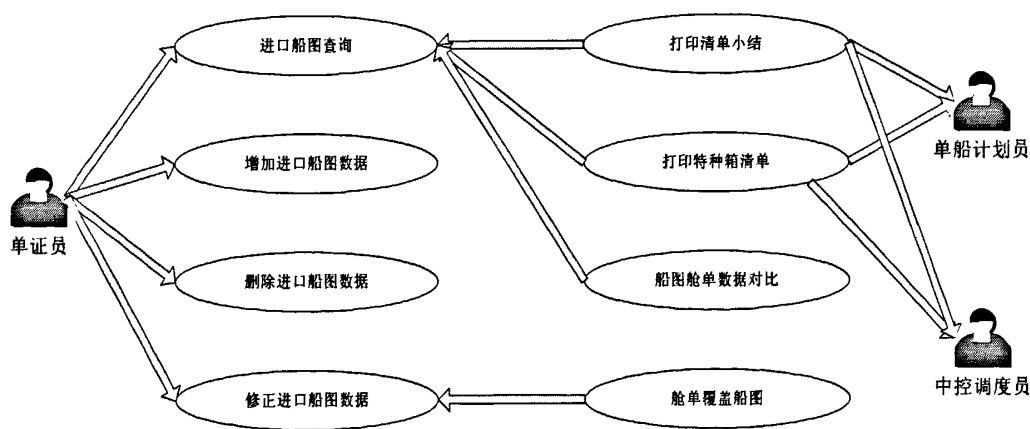 进口船图查询
打印清单小结
单船计划员
增加进口船图数据
打印特种箱清单
单证员
删除进口船图数据
船图舱单数据对比
中控调度员
修正进口船图数据
舱单覆盖船图